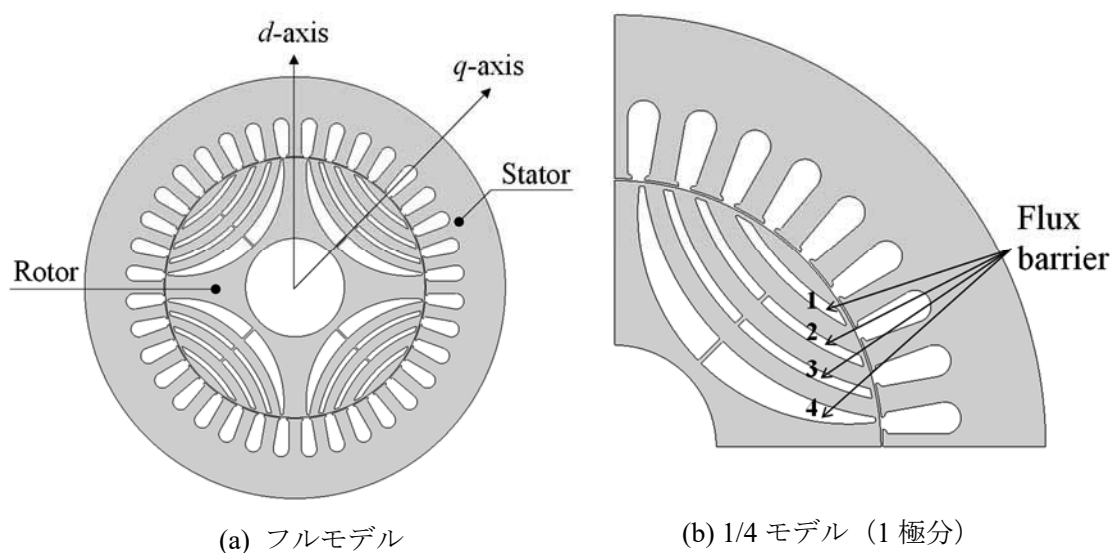 d-axis
q-axis
Stator
Rotor
(a) フルモデル
Flux
barrier
1
2
3
4
(b) 1/4 モデル（1 極分）